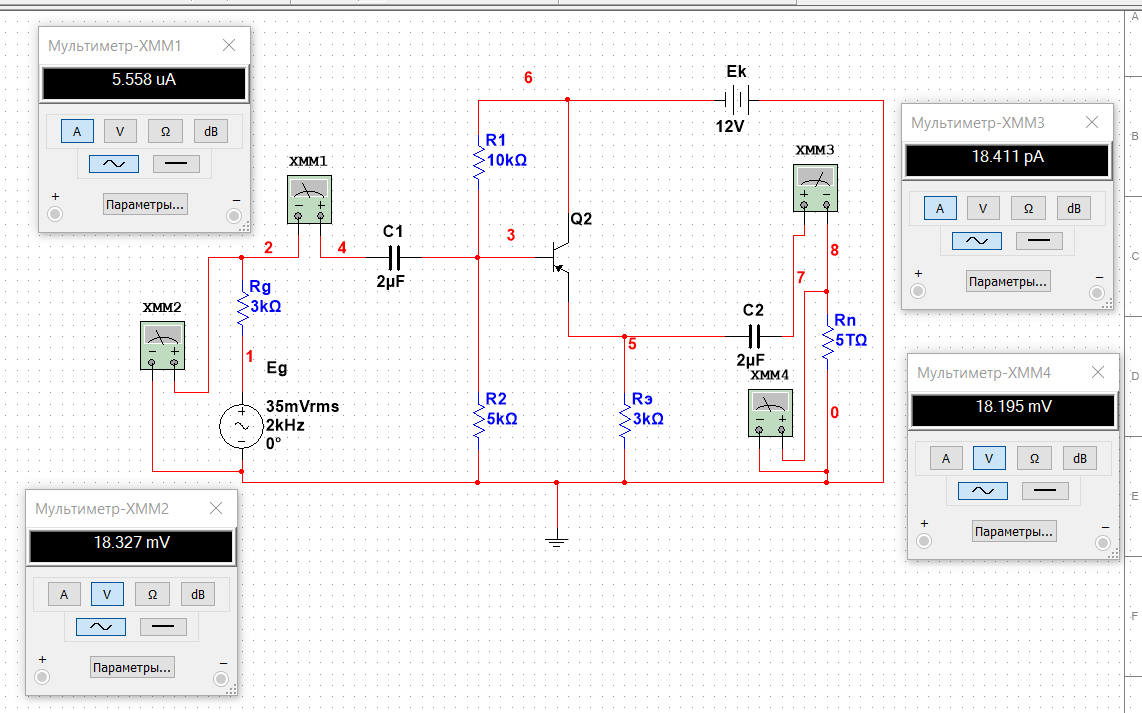 Мультиметр-XMM1
5.558 uA
A V Ω dB
+ −
Параметры...
6
Ek
12V
R1
10kΩ
XMM1
− +
2
4
C1
2µF
3
Q2
XMM3
+ −
8
7
Мультиметр-XMM3
18.411 pA
A V Ω dB
+ −
Параметры...
XMM2
− +
Rg
3kΩ
1
Eg
35mVrms
2kHz
0°
+
−
C2
2µF
5
Rn
5TΩ
XMM4
− +
0
R2
5kΩ
Rэ
3kΩ
Мультиметр-XMM4
18.195 mV
A V Ω dB
+ −
Параметры...
Мультиметр-XMM2
18.327 mV
A V Ω dB
+ −
Параметры...
A
B
C
D
E
F